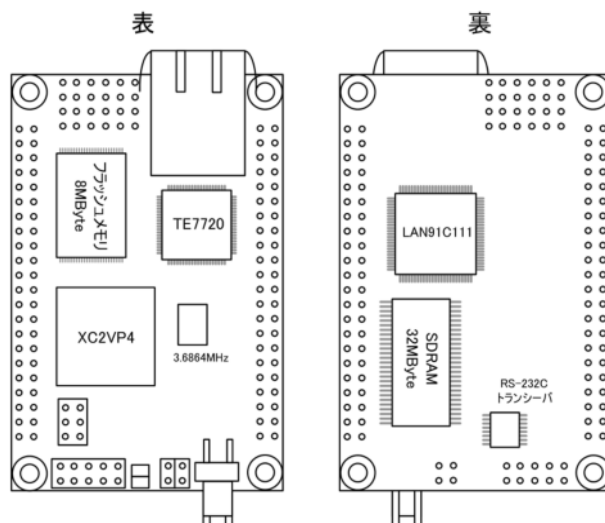 表
裏
フラッシュメモリ
8MByte
TE7720
XC2VP4
3.6864MHz
LAN91C111
SDRAM
32MByte
RS-232C
トランシーバ